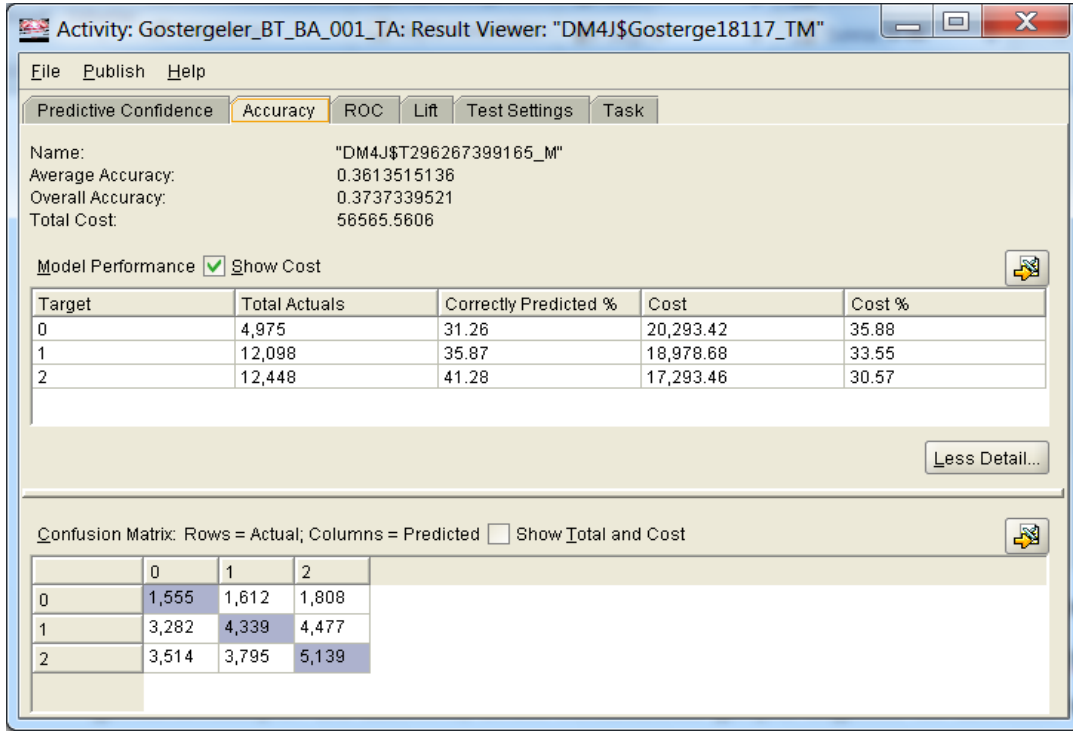 Activity: Gostergeler_BT_BA_001_TA: Result Viewer: "DM4J$Gosterge18117_TM"
File Publish Help
Predictive Confidence Accuracy ROC Lift Test Settings Task
Name: "DM4J$T296267399165_M"
Average Accuracy: 0.3613515136
Overall Accuracy: 0.3737339521
Total Cost: 56565.5606
Model Performance Show Cost
Target Total Actuals Correctly Predicted % Cost Cost %
0 4,975 31.26 20,293.42 35.88
1 12,098 35.87 18,978.68 33.55
2 12,448 41.28 17,293.46 30.57
Less Detail...
Confusion Matrix: Rows = Actual; Columns = Predicted Show Total and Cost
0 1 2
0 1,555 1,612 1,808
1 3,282 4,339 4,477
2 3,514 3,795 5,139